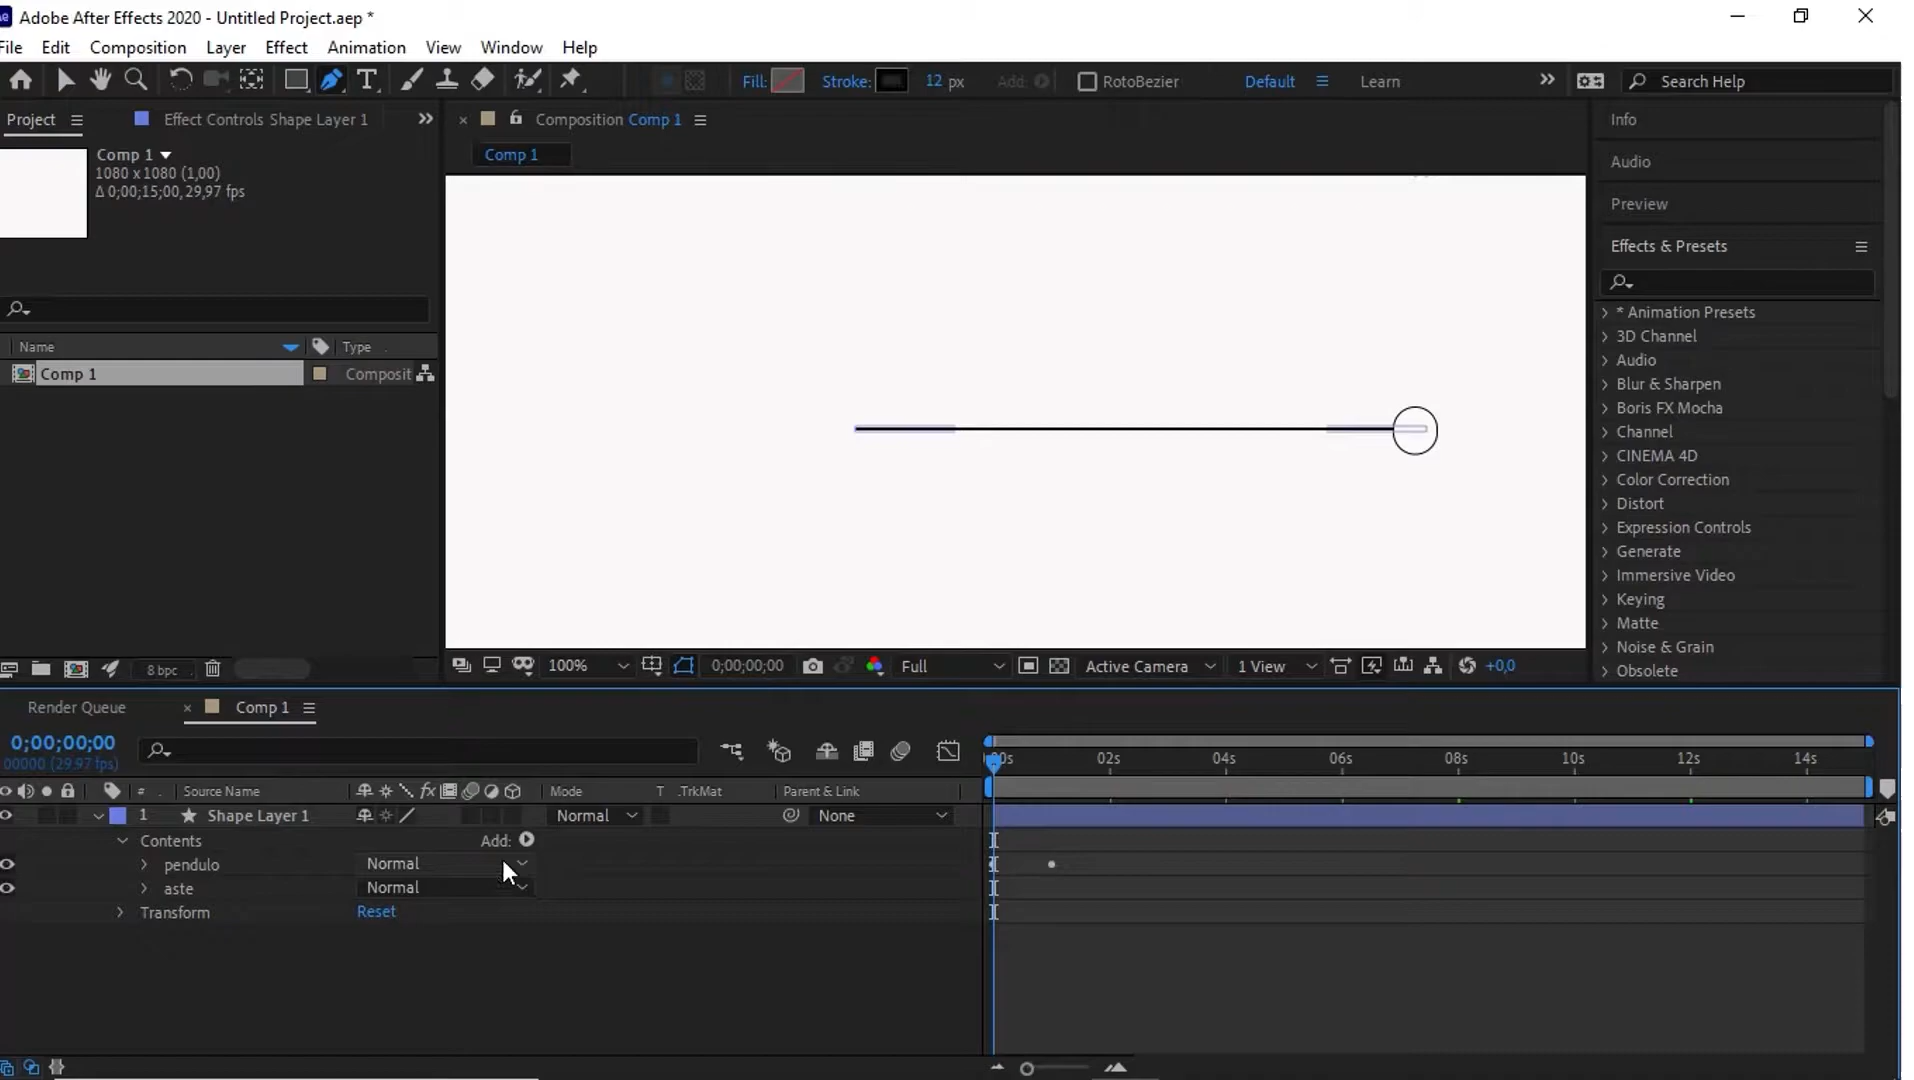 Adobe After Effects 2020 - Untitled Project.aep *
File Edit Composition Layer Effect Animation View Window Help
Fill: Stroke: 12 px Add: RotoBezier Default Learn Search Help
Project Effect Controls Shape Layer 1
Composition Comp 1
Comp 1
1080 x 1080 (1,00)
Δ 0;00;15;00, 29,97 fps
Comp 1
Name Type
Comp 1 Composit
Info
Audio
Preview
Effects & Presets
* Animation Presets
3D Channel
Audio
Blur & Sharpen
Boris FX Mocha
Channel
CINEMA 4D
Color Correction
Distort
Expression Controls
Generate
Immersive Video
Keying
Matte
Noise & Grain
Obsolete
8 bpc
100% 0;00;00;00 Full Active Camera 1 View +0,0
Render Queue Comp 1
0;00;00;00
00000 (29.97 fps)
02s 04s 06s 08s 10s 12s 14s
# Source Name fx Mode T .TrkMat Parent & Link
1 Shape Layer 1 Normal None
Contents Add:
pendulo Normal
aste Normal
Transform Reset